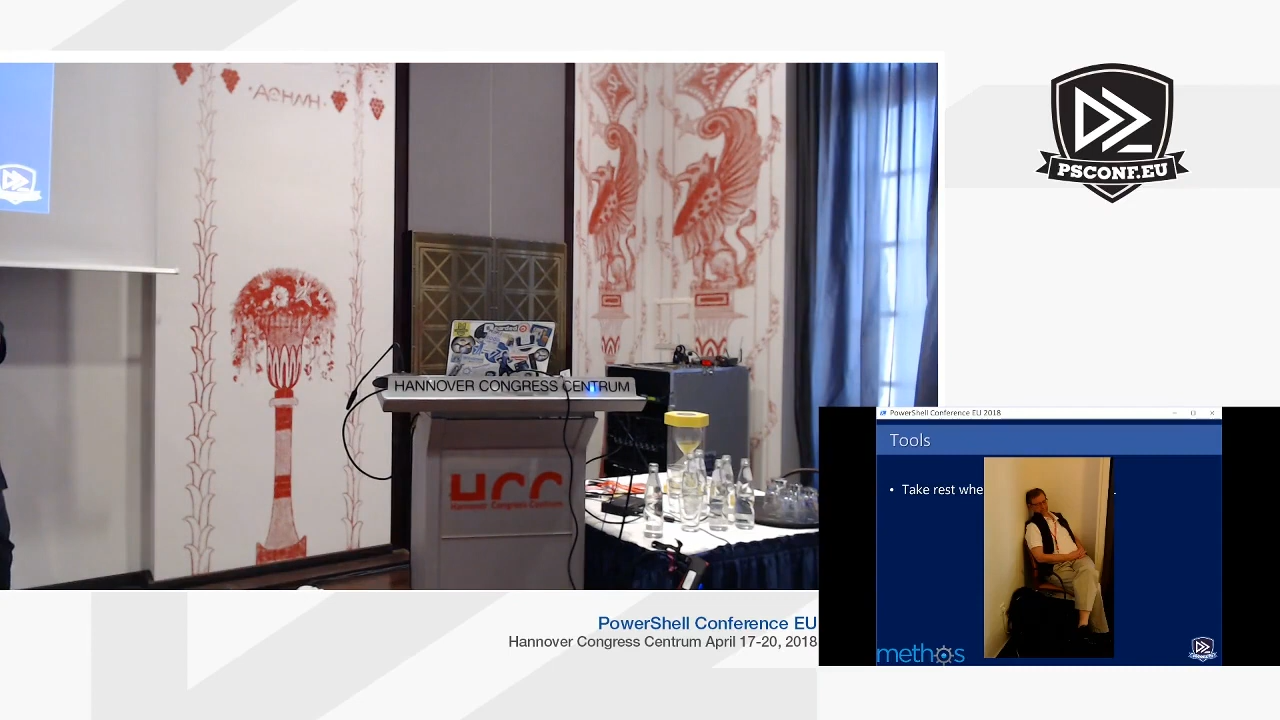 PSCONF.EU
ΑΘΗΝΗ
HANNOVER CONGRESS CENTRUM
HCC
Hannover Congress Centrum
PowerShell Conference EU 2018
Tools
• Take rest whe
PowerShell Conference EU
Hannover Congress Centrum April 17-20, 2018
methos